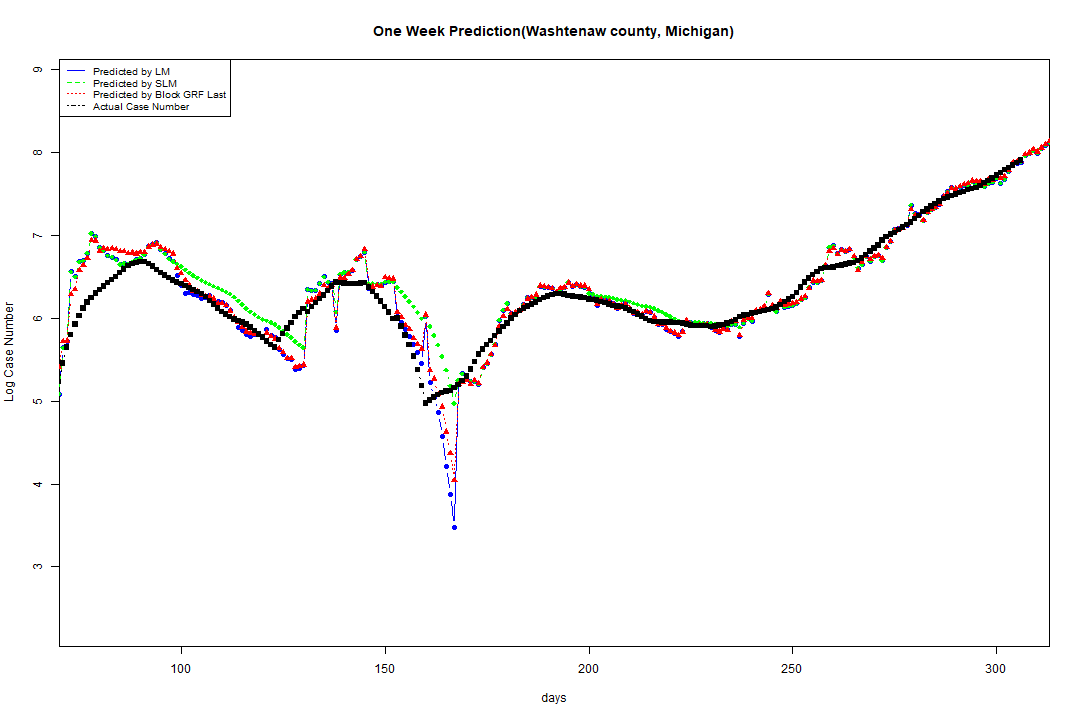 One Week Prediction(Washtenaw county, Michigan)
Predicted by LM
Predicted by SLM
Predicted by Block GRF Last
Actual Case Number
9
8
7
6
5
4
3
Log Case Number
100 150 200 250 300
days